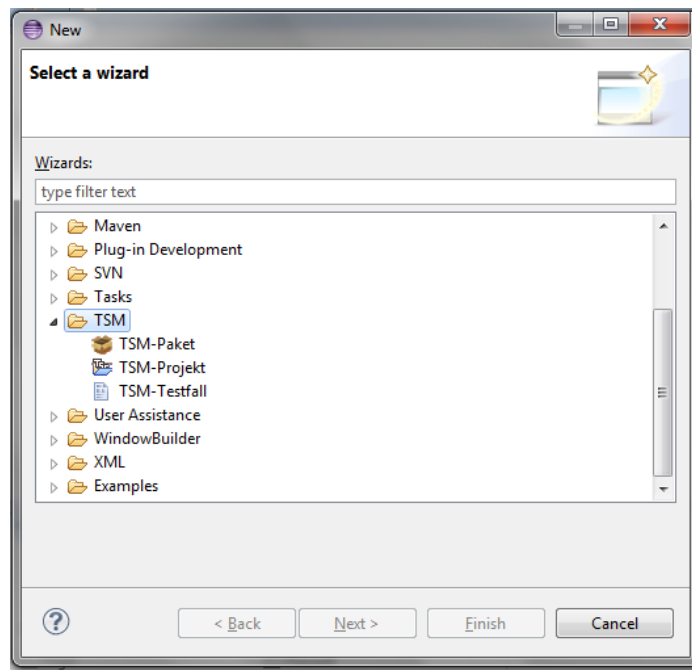 New
Select a wizard
Wizards:
type filter text
Maven
Plug-in Development
SVN
Tasks
TSM
TSM-Paket
TSM-Projekt
TSM-Testfall
User Assistance
WindowBuilder
XML
Examples
? < Back Next > Finish Cancel